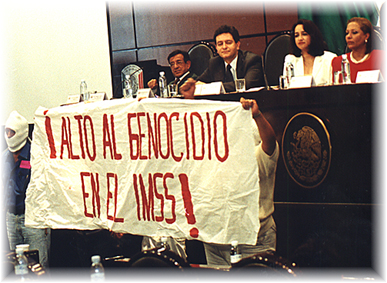 ¡ALTO AL GENOCIDIO
EN EL IMSS!